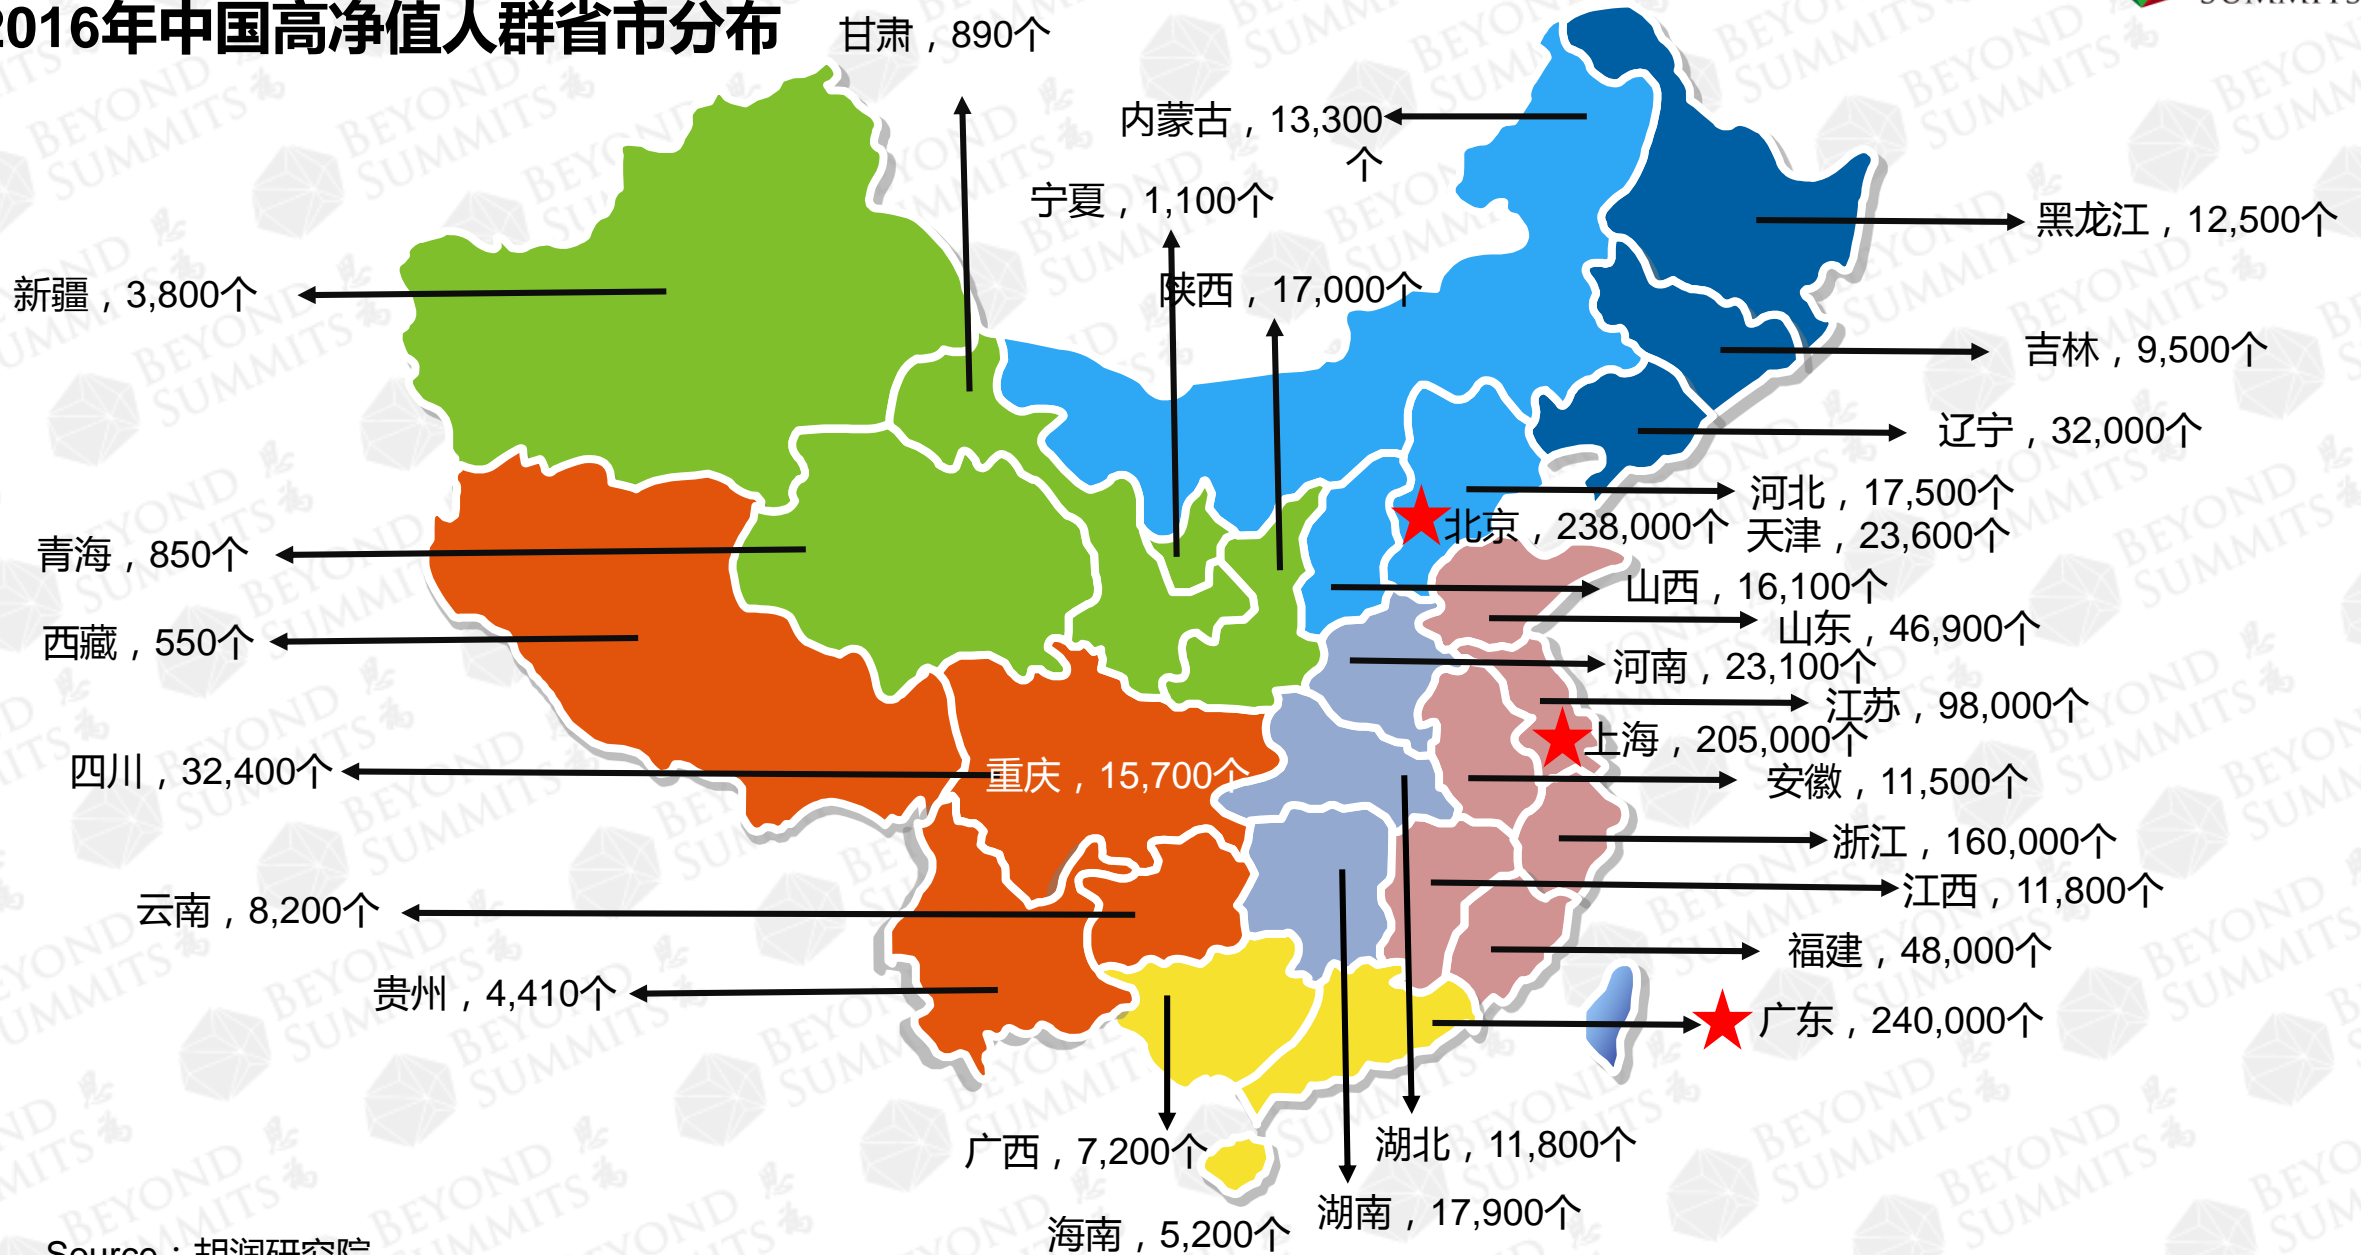 2016年中国高净值人群省市分布
SUMMITS
甘肃，890个
内蒙古，13,300
个
宁夏，1,100个
黑龙江，12,500个
陕西，17,000个
新疆，3,800个
吉林，9,500个
辽宁，32,000个
河北，17,500个
北京，238,000个
天津，23,600个
青海，850个
山西，16,100个
西藏，550个
山东，46,900个
河南，23,100个
江苏，98,000个
上海，205,000个
四川，32,400个
重庆，15,700个
安徽，11,500个
浙江，160,000个
江西，11,800个
云南，8,200个
福建，48,000个
贵州，4,410个
广东，240,000个
广西，7,200个
湖北，11,800个
湖南，17,900个
海南，5,200个
Source：胡润研究院
BEYOND
SUMMITS